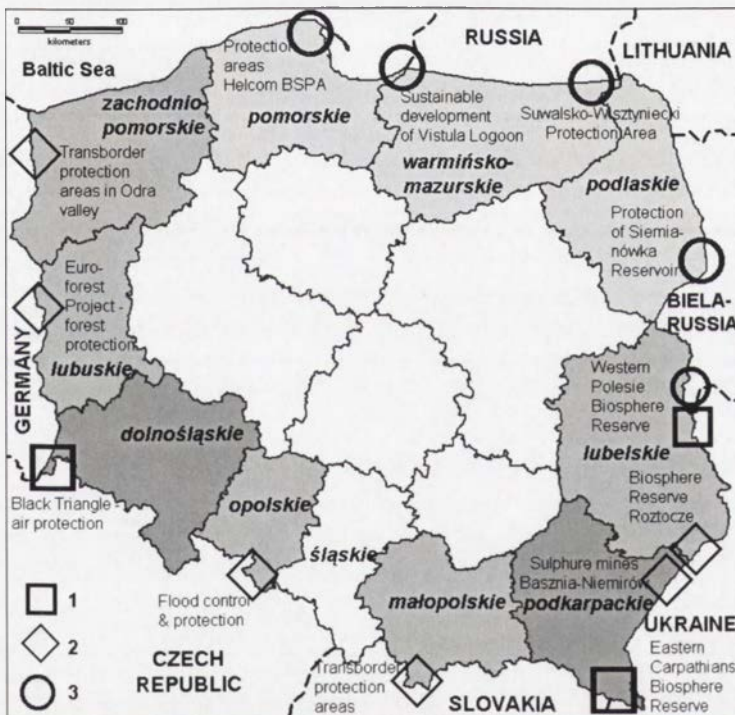 0 50 100
kilometers
Baltic Sea
RUSSIA
LITHUANIA
Protection
areas
Helcom BSPA
zachodnio-
pomorskie
pomorskie
Sustainable
development
of Vistula Logoon
Suwalsko-Wisztyniecki
Protection Area
Transborder
protection
areas in Odra
valley
warmińsko-
mazurskie
podlaskie
Protection
of Siemia-
nówka
Reservoir
Euro-
forest
Project -
forest
protection
lubuskie
GERMANY
BIELA-
RUSSIA
Western
Polesie
Biosphere
Reserve
dolnośląskie
lubelskie
Black Triangle -
air protection
opolskie
Biosphere
Reserve
Roztocze
śląskie
Sulphure mines
Basznia-Niemirów
podkarpackie
małopolskie
Flood control
& protection
1
2
3
CZECH
REPUBLIC
Transborder
protection
areas
SLOVAKIA
UKRAINE
Eastern
Carpathians
Biosphere
Reserve